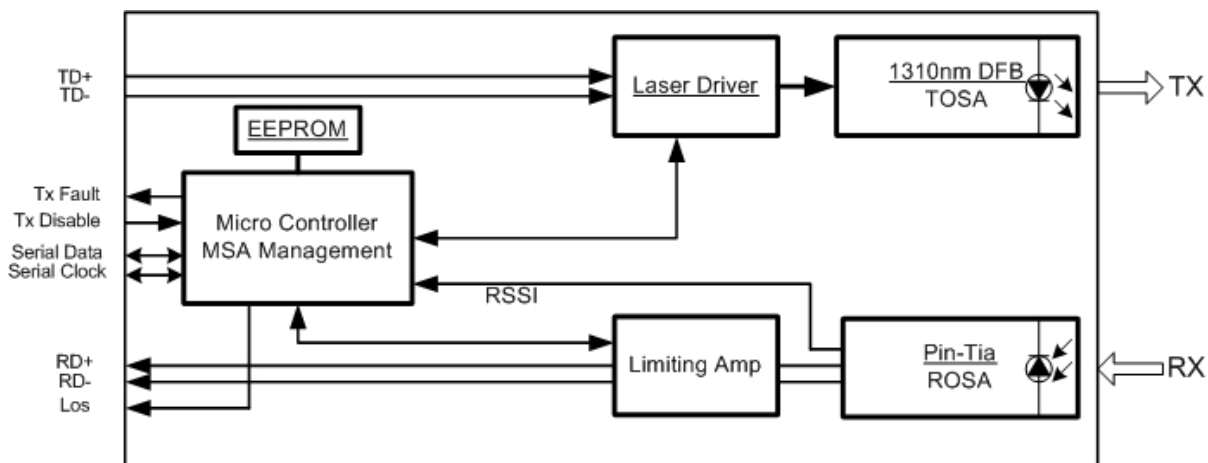 TD+
TD-
Laser Driver
1310nm DFB
TOSA
TX
EEPROM
Tx Fault
Tx Disable
Serial Data
Serial Clock
Micro Controller
MSA Management
RSSI
RD+
RD-
Los
Limiting Amp
Pin-Tia
ROSA
RX